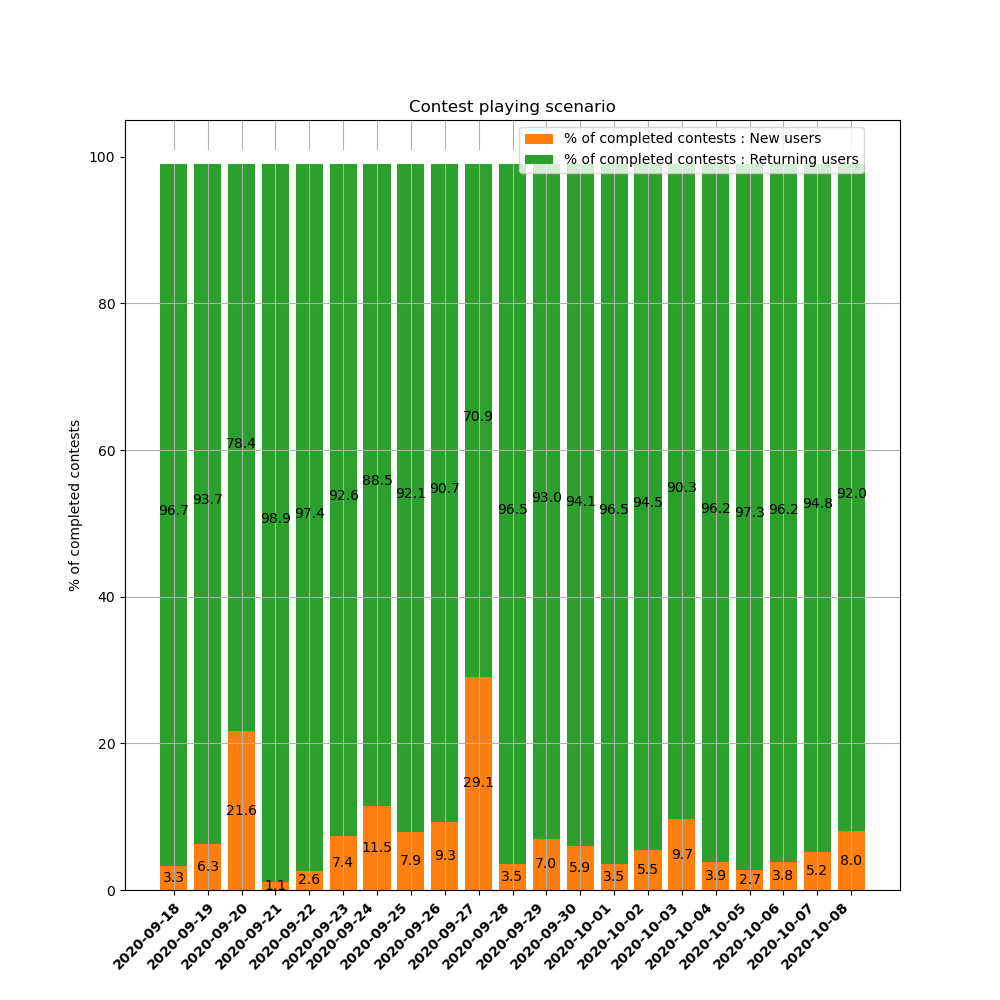 Contest playing scenario
% of completed contests : New users
% of completed contests : Returning users
% of completed contests
100
80
60
40
20
0
96.7 93.7 78.4 98.9 97.4 92.6 88.5 92.1 90.7 70.9 96.5 93.0 94.1 96.5 94.5 90.3 96.2 97.3 96.2 94.8 92.0
3.3 6.3 21.6 1.1 2.6 7.4 11.5 7.9 9.3 29.1 3.5 7.0 5.9 3.5 5.5 9.7 3.9 2.7 3.8 5.2 8.0
2020-09-18 2020-09-19 2020-09-20 2020-09-21 2020-09-22 2020-09-23 2020-09-24 2020-09-25 2020-09-26 2020-09-27 2020-09-28 2020-09-29 2020-09-30 2020-10-01 2020-10-02 2020-10-03 2020-10-04 2020-10-05 2020-10-06 2020-10-07 2020-10-08